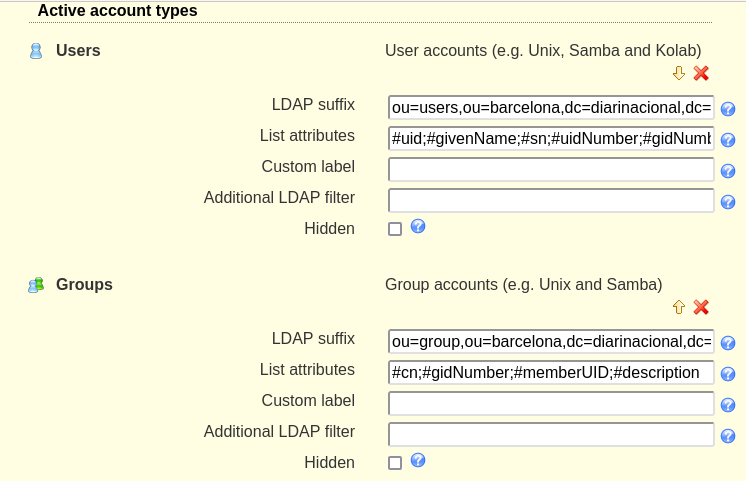 Active account types
Users
User accounts (e.g. Unix, Samba and Kolab)
LDAP suffix
ou=users,ou=barcelona,dc=diarinacional,dc=
List attributes
#uid;#givenName;#sn;#uidNumber;#gidNumb
Custom label
Additional LDAP filter
Hidden
Groups
Group accounts (e.g. Unix and Samba)
LDAP suffix
ou=group,ou=barcelona,dc=diarinacional,dc=
List attributes
#cn;#gidNumber;#memberUID;#description
Custom label
Additional LDAP filter
Hidden